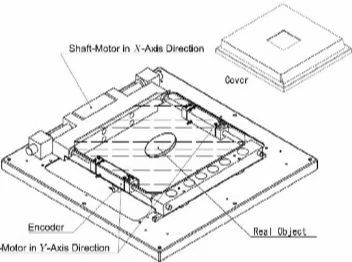 Shaft-Motor in X-Axis Direction
Cover
Encoder
-Motor in Y-Axis Direction
Real Object